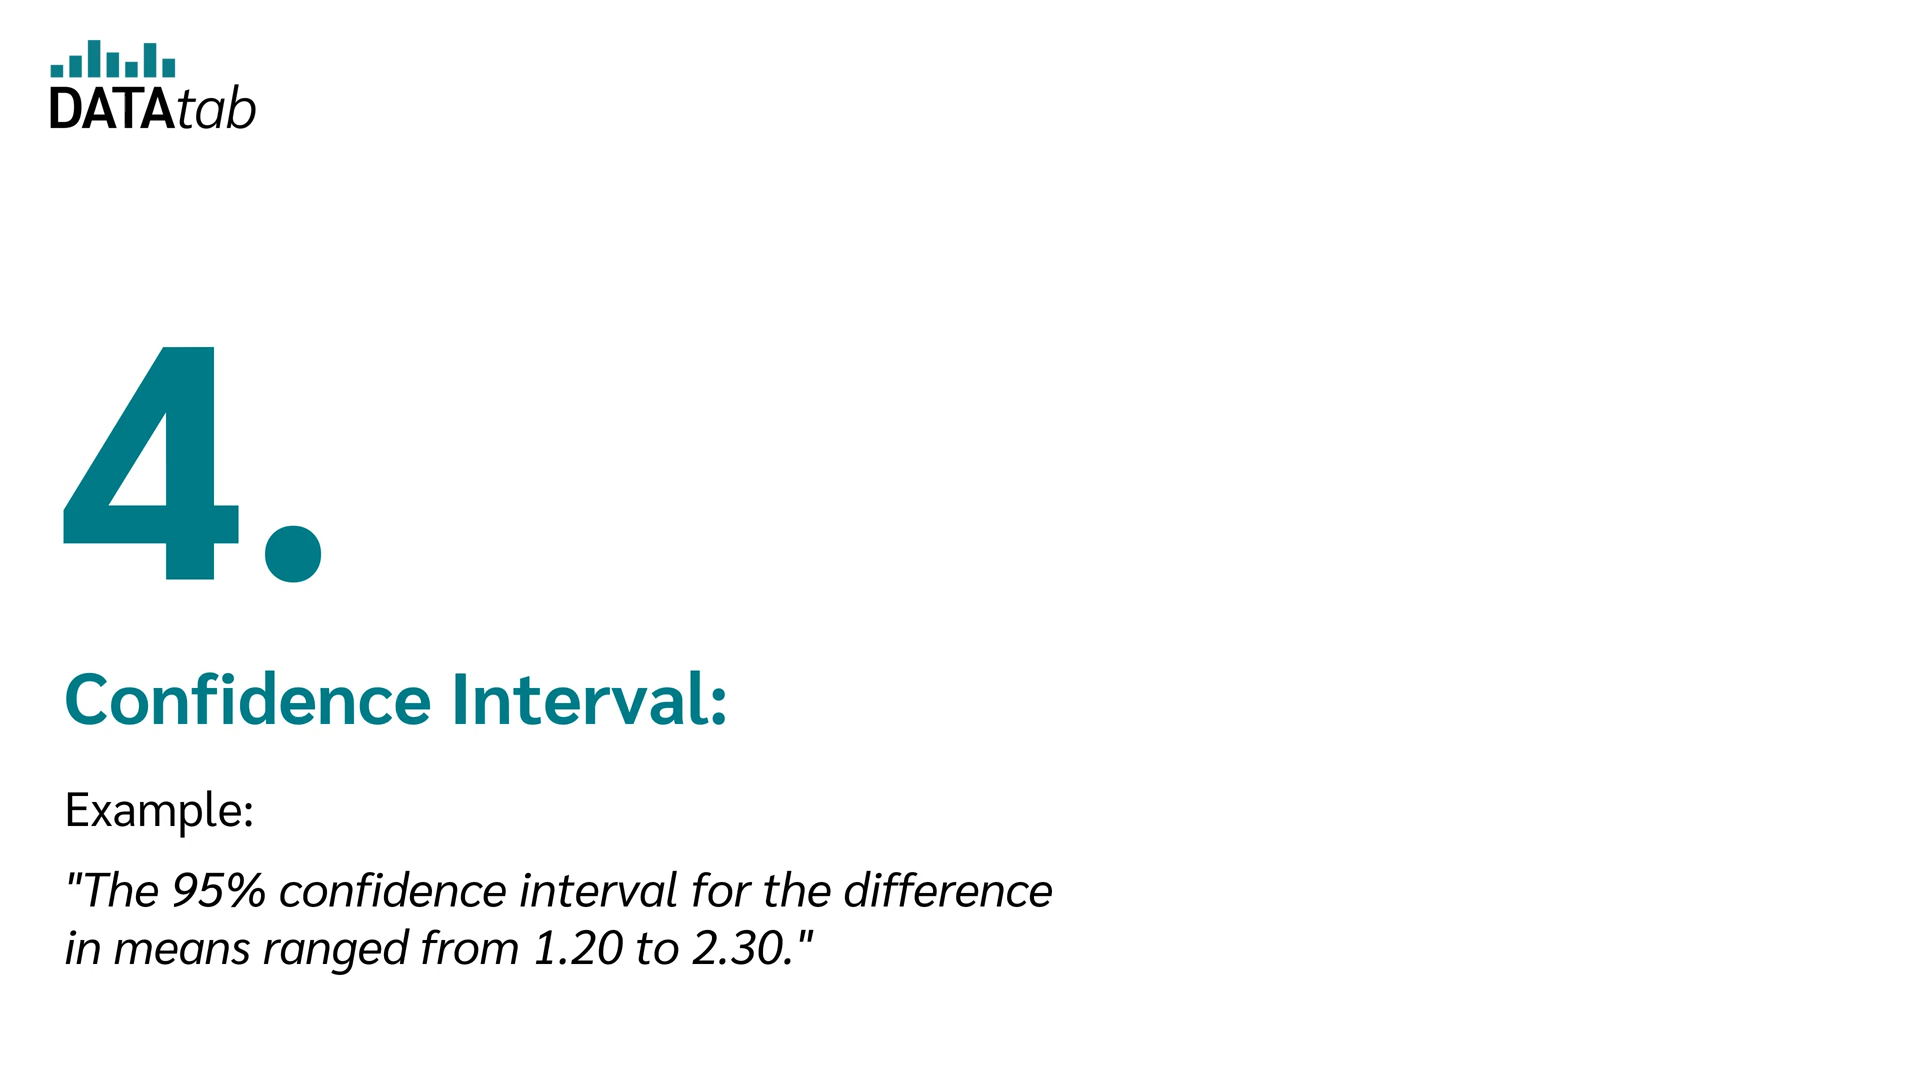 DATAtab
4.
Confidence Interval:
Example:
"The 95% confidence interval for the difference
in means ranged from 1.20 to 2.30."